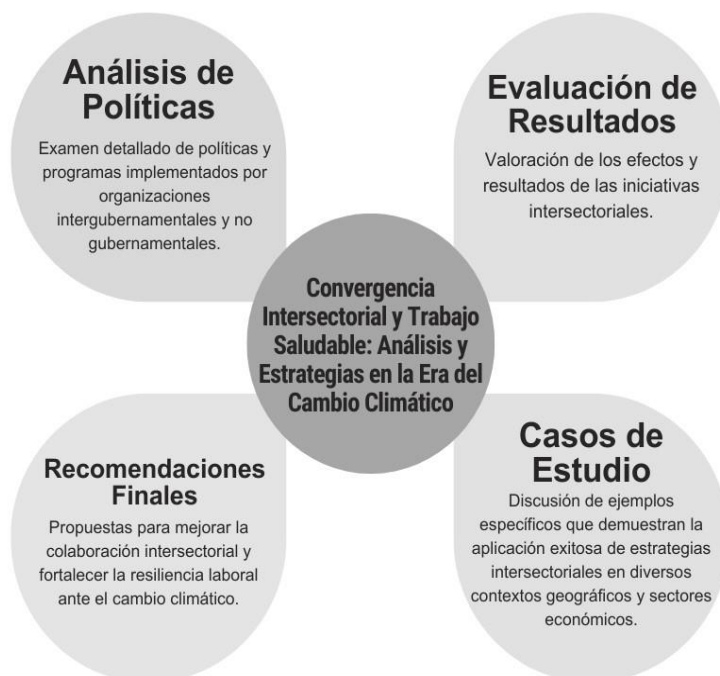 Análisis de
Políticas
Examen detallado de políticas y
programas implementados por
organizaciones
intergubernamentales y no
gubernamentales.
Evaluación de
Resultados
Valoración de los efectos y
resultados de las iniciativas
intersectoriales.
Convergencia
Intersectorial y Trabajo
Saludable: Análisis y
Estrategias en la Era del
Cambio Climático
Recomendaciones
Finales
Propuestas para mejorar la
colaboración intersectorial y
fortalecer la resiliencia laboral
ante el cambio climático.
Casos de
Estudio
Discusión de ejemplos
específicos que demuestran la
aplicación exitosa de estrategias
intersectoriales en diversos
contextos geográficos y sectores
económicos.